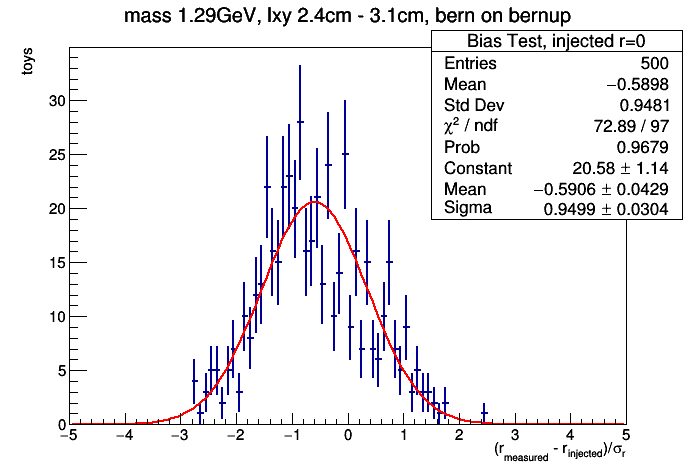 mass 1.29GeV, lxy 2.4cm - 3.1cm, bern on bernup
toys
Bias Test, injected r=0
Entries 500
Mean −0.5898
Std Dev 0.9481
χ² / ndf 72.89 / 97
Prob 0.9679
Constant 20.58 ± 1.14
Mean −0.5906 ± 0.0429
Sigma 0.9499 ± 0.0304
30
25
20
15
10
5
0
−5 −4 −3 −2 −1 0 1 2 3 4 5
(r_measured - r_injected)/σ_r